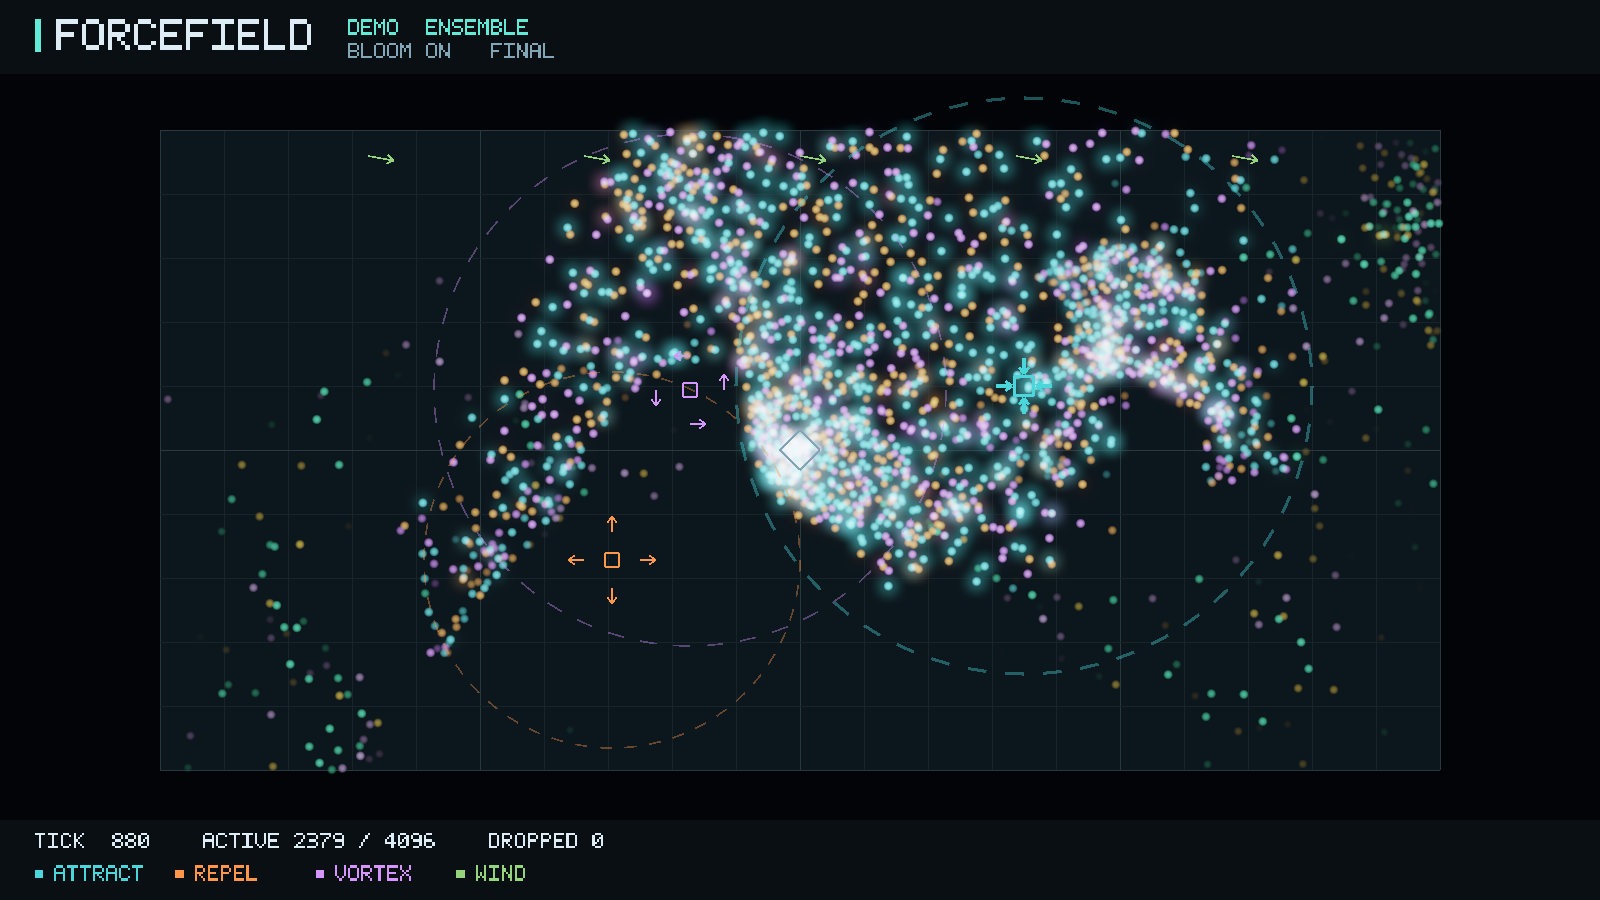 FORCEFIELD
DEMO ENSEMBLE
BLOOM ON FINAL
TICK 880 ACTIVE 2379 / 4096 DROPPED 0
ATTRACT REPEL VORTEX WIND